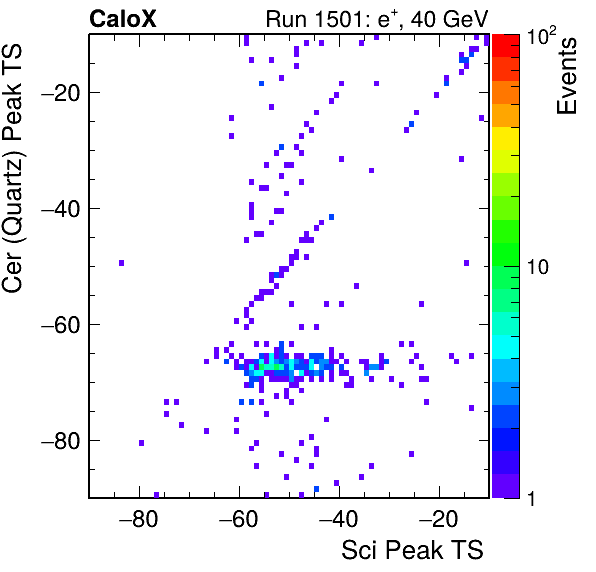 CaloX Run 1501: e⁺, 40 GeV
Cer (Quartz) Peak TS
Events
10²
10
1
−20
−40
−60
−80
−80 −60 −40 −20
Sci Peak TS